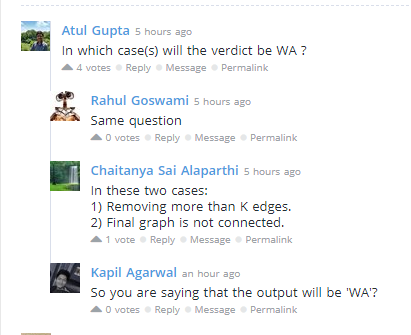 Atul Gupta 5 hours ago
In which case(s) will the verdict be WA ?
4 votes Reply Message Permalink
Rahul Goswami 5 hours ago
Same question
0 votes Reply Message Permalink
Chaitanya Sai Alaparthi 5 hours ago
In these two cases:
1) Removing more than K edges.
2) Final graph is not connected.
1 vote Reply Message Permalink
Kapil Agarwal an hour ago
So you are saying that the output will be 'WA'?
0 votes Reply Message Permalink